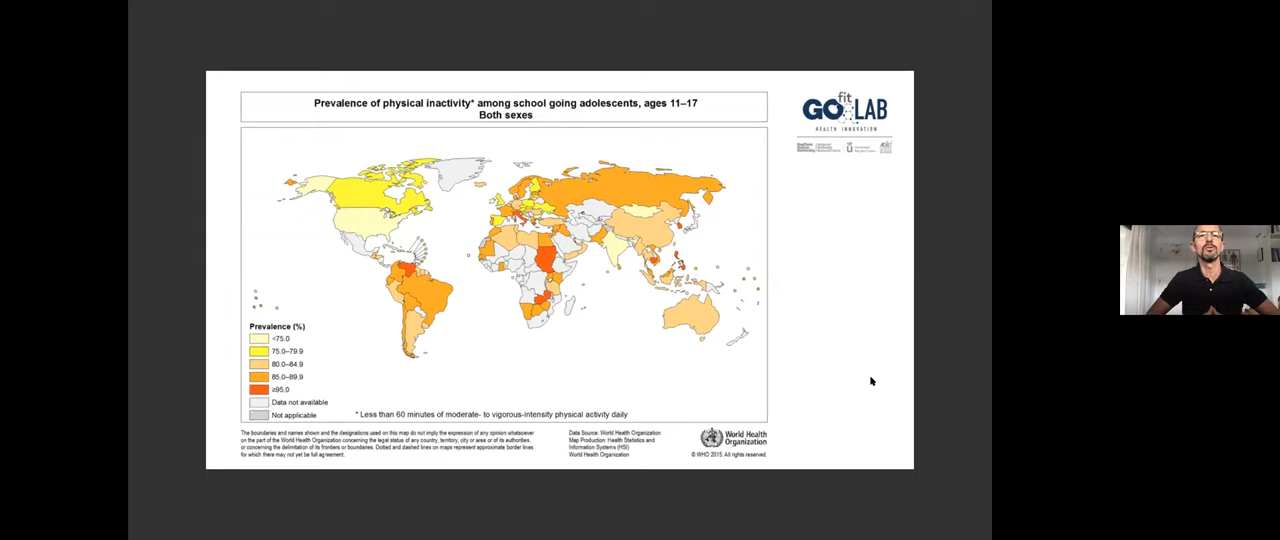 Prevalence of physical inactivity* among school going adolescents, ages 11–17
Both sexes
fit
GO LAB
HEALTH INNOVATION
Prevalence (%)
<75.0
75.0–79.9
80.0–84.9
85.0–89.9
≥95.0
Data not available
Not applicable
* Less than 60 minutes of moderate- to vigorous-intensity physical activity daily
The boundaries and names shown and the designations used on this map do not imply the expression of any opinion whatsoever
on the part of the World Health Organization concerning the legal status of any country, territory, city or area or of its authorities,
or concerning the delimitation of its frontiers or boundaries. Dotted and dashed lines on maps represent approximate border lines
for which there may not yet be full agreement.
Data Source: World Health Organization
Map Production: Health Statistics and
Information Systems (HSI)
World Health Organization
World Health
Organization
© WHO 2015. All rights reserved.